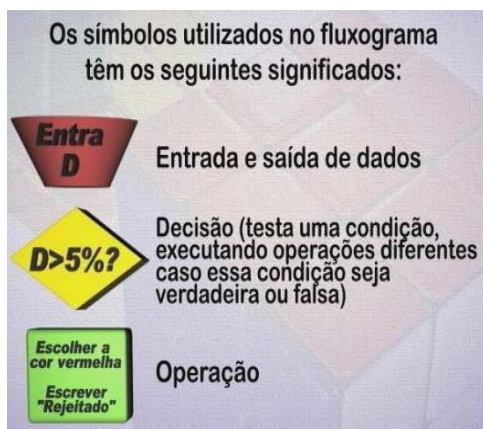 Os símbolos utilizados no fluxograma
têm os seguintes significados:
Entra
D
Entrada e saída de dados
D>5%?
Decisão (testa uma condição,
executando operações diferentes
caso essa condição seja
verdadeira ou falsa)
Escolher a
cor vermelha
Escrever
"Rejeitado"
Operação